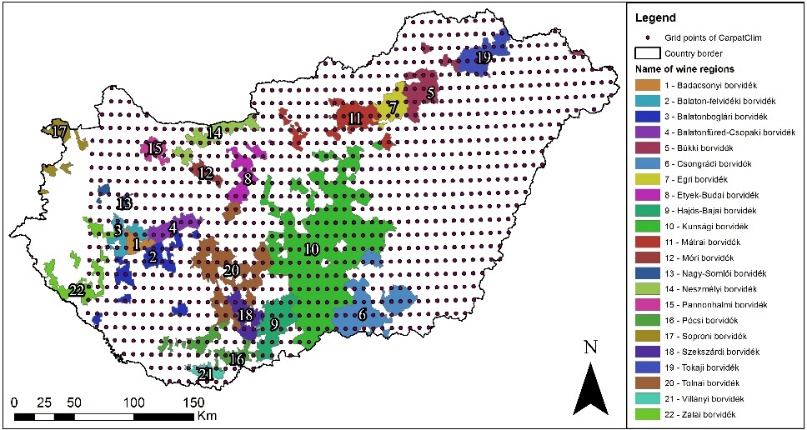 17
14
15
12
8
13
3
4
1
2
22
20
10
18
9
6
16
21
11
7
5
19
0 25 50 100 150
Km
N
Legend
Grid points of CarpatClim
Country border
Name of wine regions
1 - Badacsonyi borvidék
2 - Balaton-felvidéki borvidék
3 - Balatonboglári borvidék
4 - Balatonfüred-Csopaki borvidék
5 - Bükki borvidék
6 - Csongrádi borvidék
7 - Egri borvidék
8 - Etyek-Budai borvidék
9 - Hajós-Bajai borvidék
10 - Kunsági borvidék
11 - Mátrai borvidék
12 - Móri borvidék
13 - Nagy-Somlói borvidék
14 - Neszmélyi borvidék
15 - Pannonhalmi borvidék
16 - Pécsi borvidék
17 - Soproni borvidék
18 - Szekszárdi borvidék
19 - Tokaji borvidék
20 - Tolnai borvidék
21 - Villányi borvidék
22 - Zalai borvidék